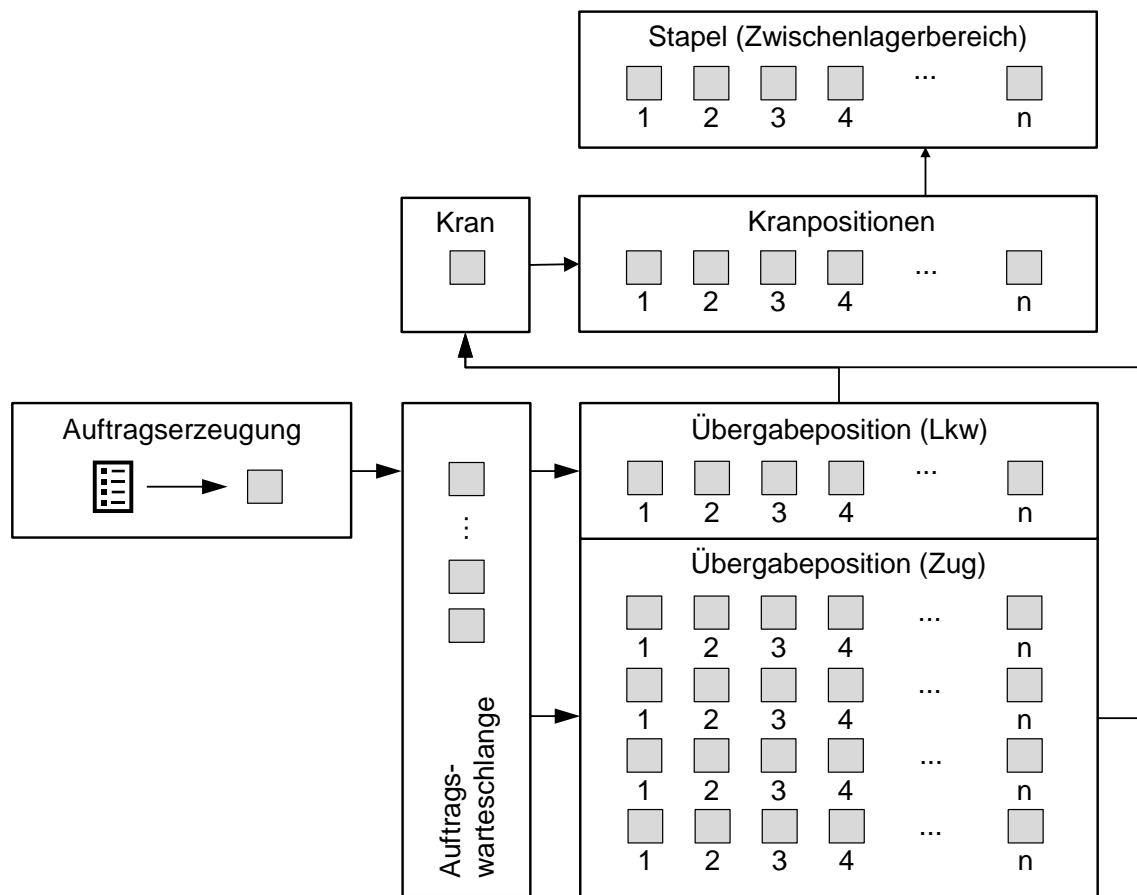 Stapel (Zwischenlagerbereich)
...
1 2 3 4 n
Kran
Kranpositionen
...
1 2 3 4 n
Auftragserzeugung
Auftrags-
warteschlange
...
Übergabeposition (Lkw)
...
1 2 3 4 n
Übergabeposition (Zug)
...
1 2 3 4 n
...
1 2 3 4 n
...
1 2 3 4 n
...
1 2 3 4 n